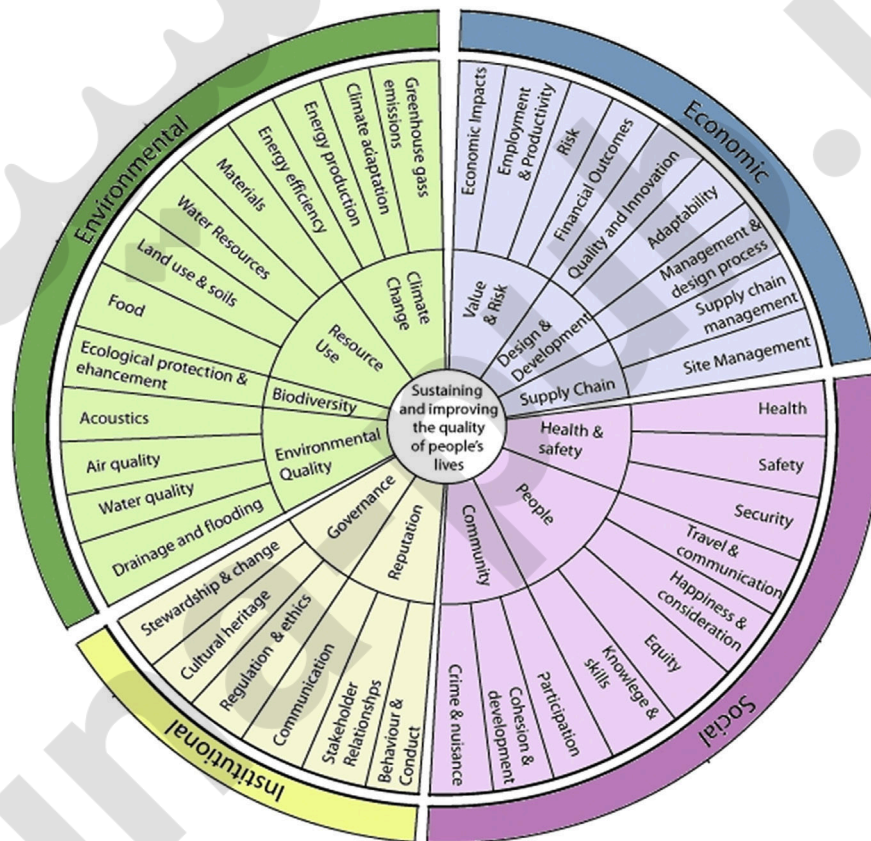 Environmental
Economic
Social
Institutional
Sustaining
and improving
the quality
of people's
lives
Climate
Change
Resource
Use
Biodiversity
Environmental
Quality
Greenhouse gass
emissions
Climate adaptation
Energy production
Energy efficiency
Materials
Water Resources
Land use & soils
Food
Ecological protection &
ehancement
Acoustics
Air quality
Water quality
Drainage and flooding
Value
& Risk
Design &
Development
Supply Chain
Economic Impacts
Employment
& Productivity
Risk
Financial Outcomes
Quality and Innovation
Adaptability
Management &
design process
Supply chain
management
Site Management
Health &
safety
People
Community
Health
Safety
Security
Travel &
communication
Happiness &
consideration
Equity
Knowlege &
skills
Participation
Cohesion &
development
Crime & nuisance
Governance
Reputation
Stewardship & change
Cultural heritage
Regulation & ethics
Communication
Stakeholder
Relationshps
Behaviour &
Conduct